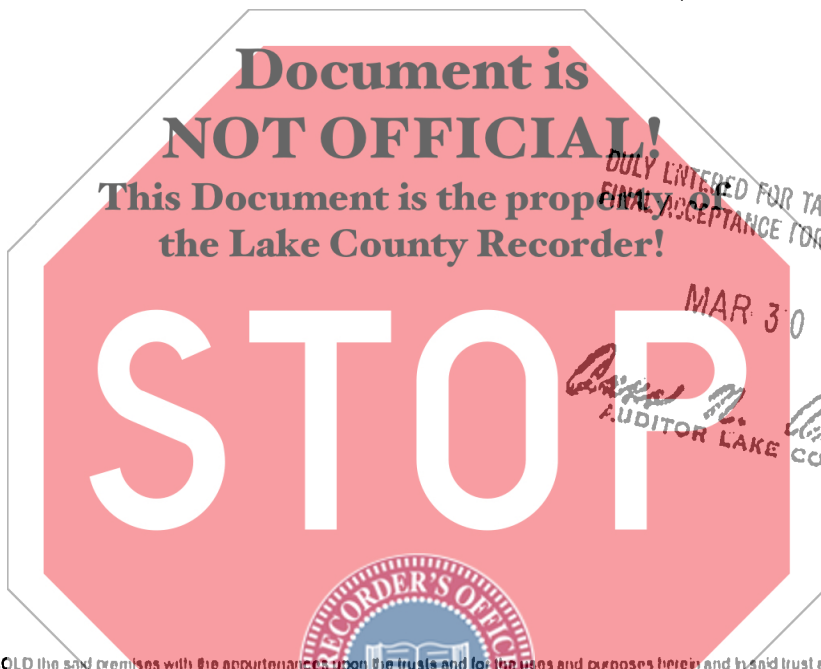 Document is
NOT OFFICIAL!
This Document is the property of
the Lake County Recorder!
DULY ENTERED FOR TA
FINAL ACCEPTANCE FOR
MAR 30
STOP
AUDITOR LAKE CO
RECORDER'S OFFIC
OLD the said premises with the appurtenances upon the trusts and for the uses and purposes herein and in said trust